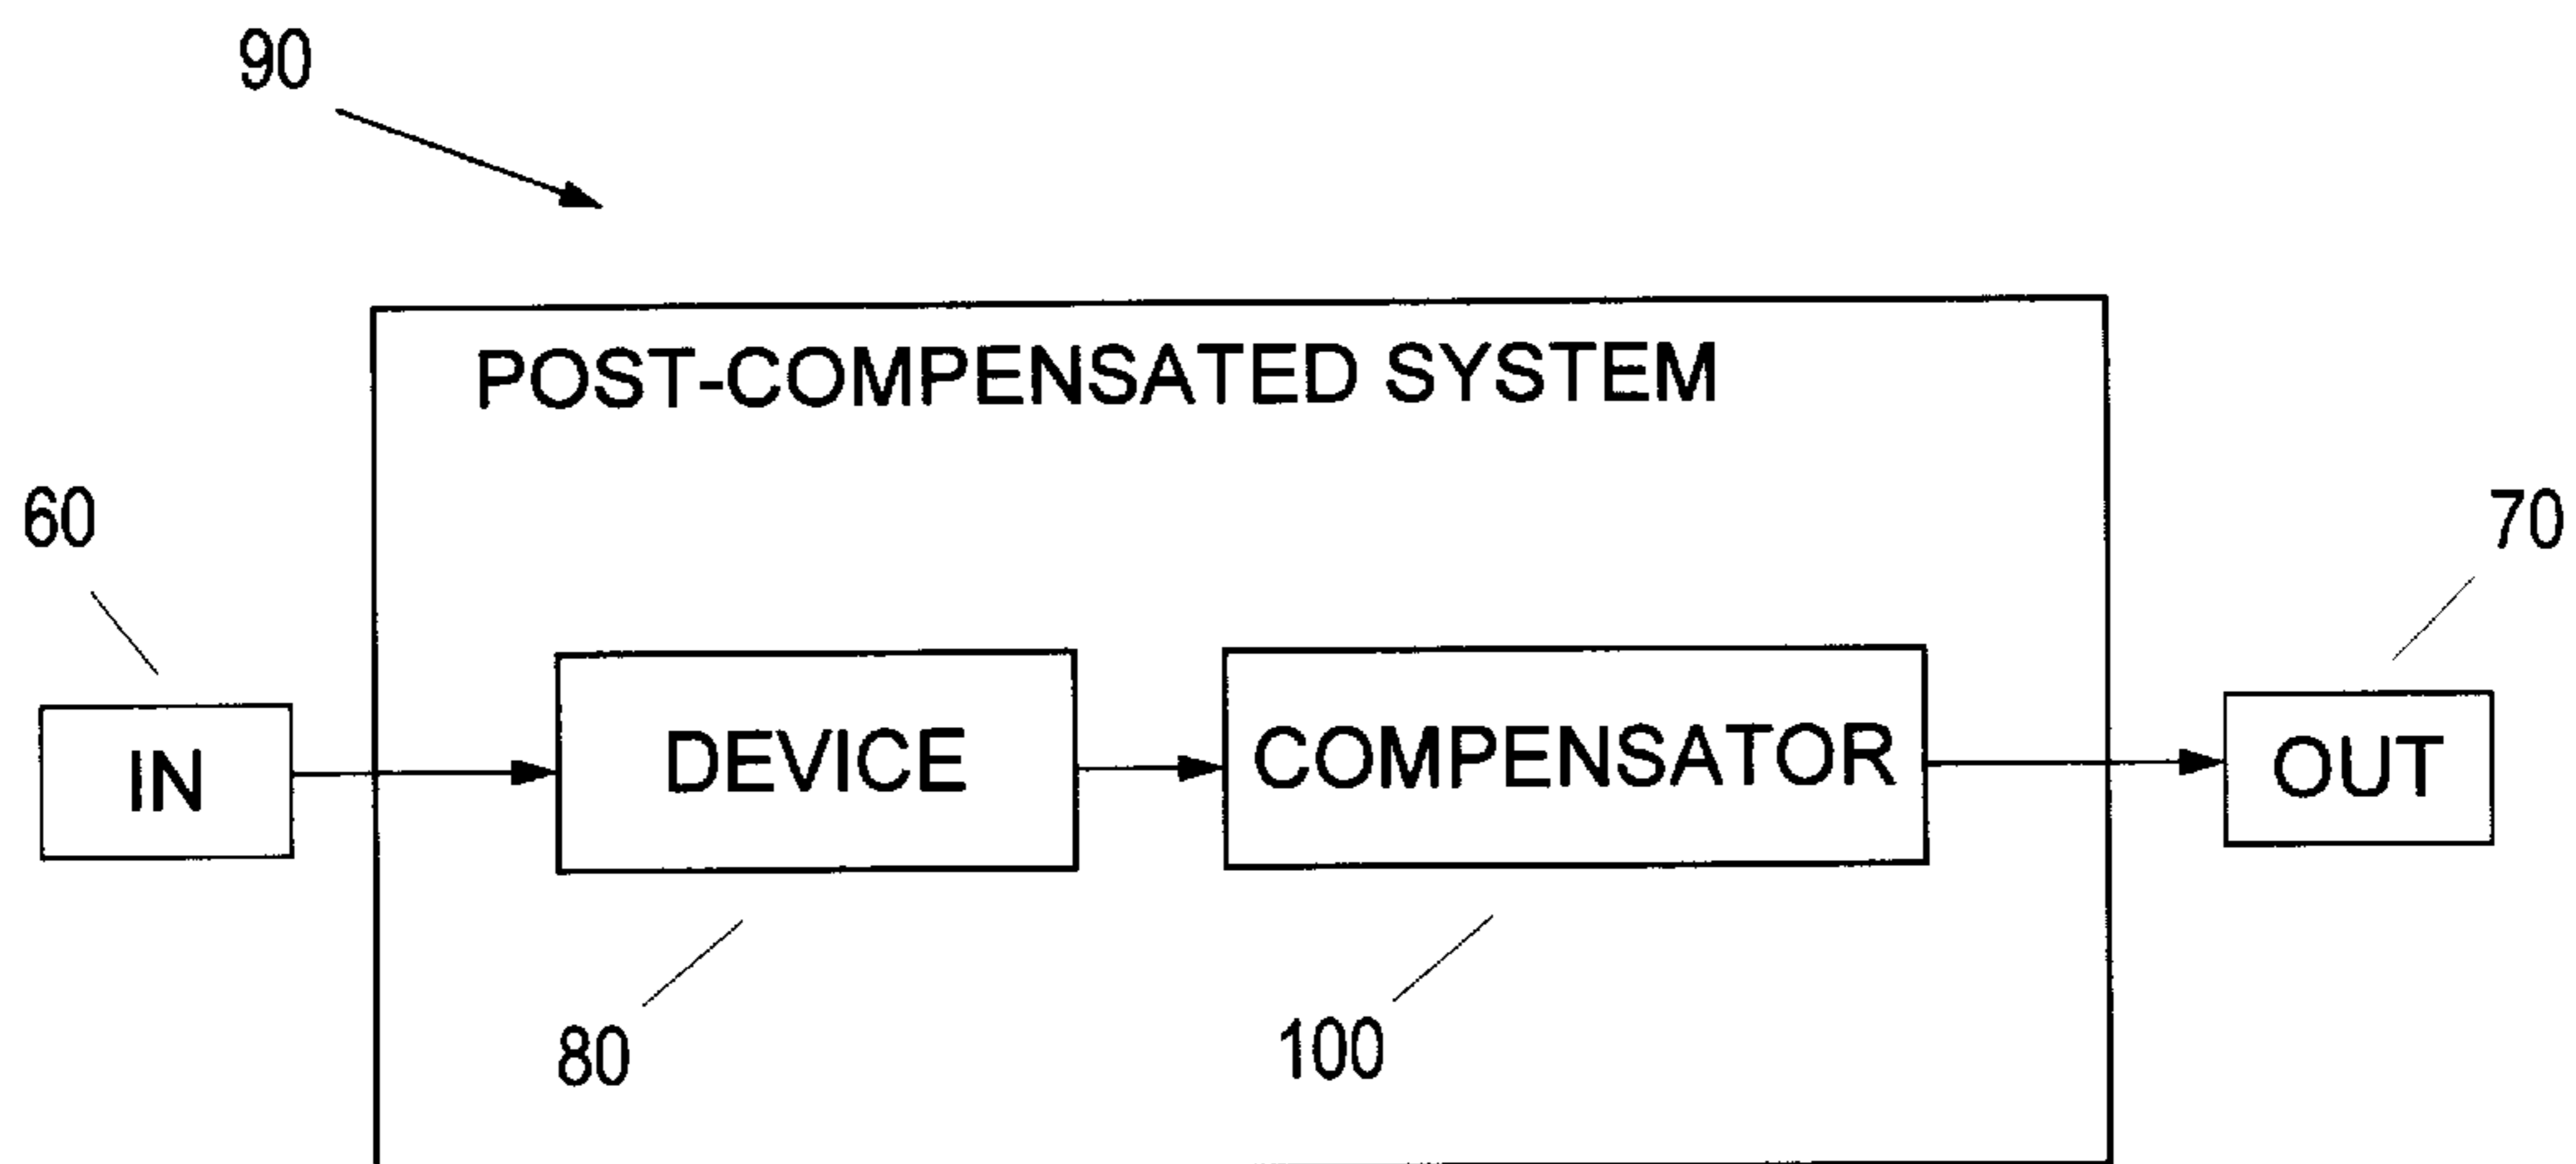 90
POST-COMPENSATED SYSTEM
60
70
IN
DEVICE
COMPENSATOR
OUT
80
100